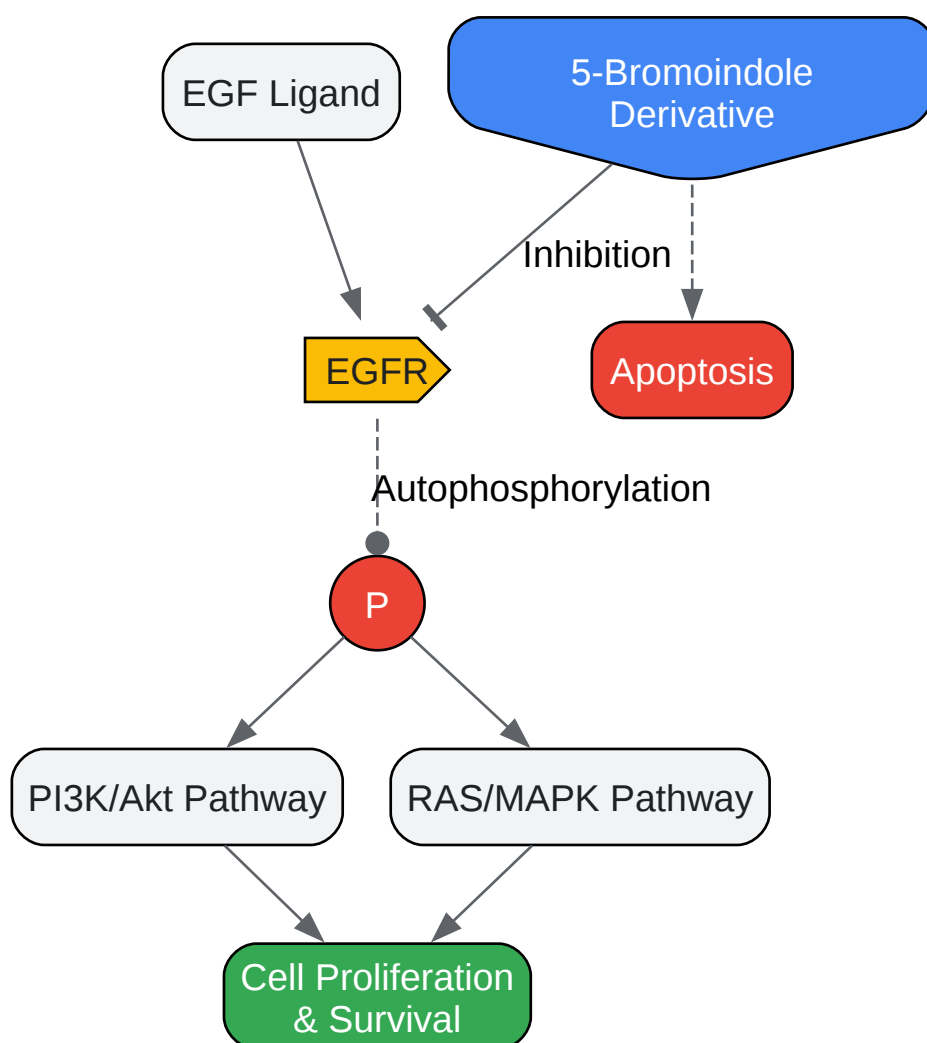 EGF Ligand
5-Bromoindole
Derivative
Inhibition
EGFR
Apoptosis
Autophosphorylation
P
PI3K/Akt Pathway
RAS/MAPK Pathway
Cell Proliferation
& Survival